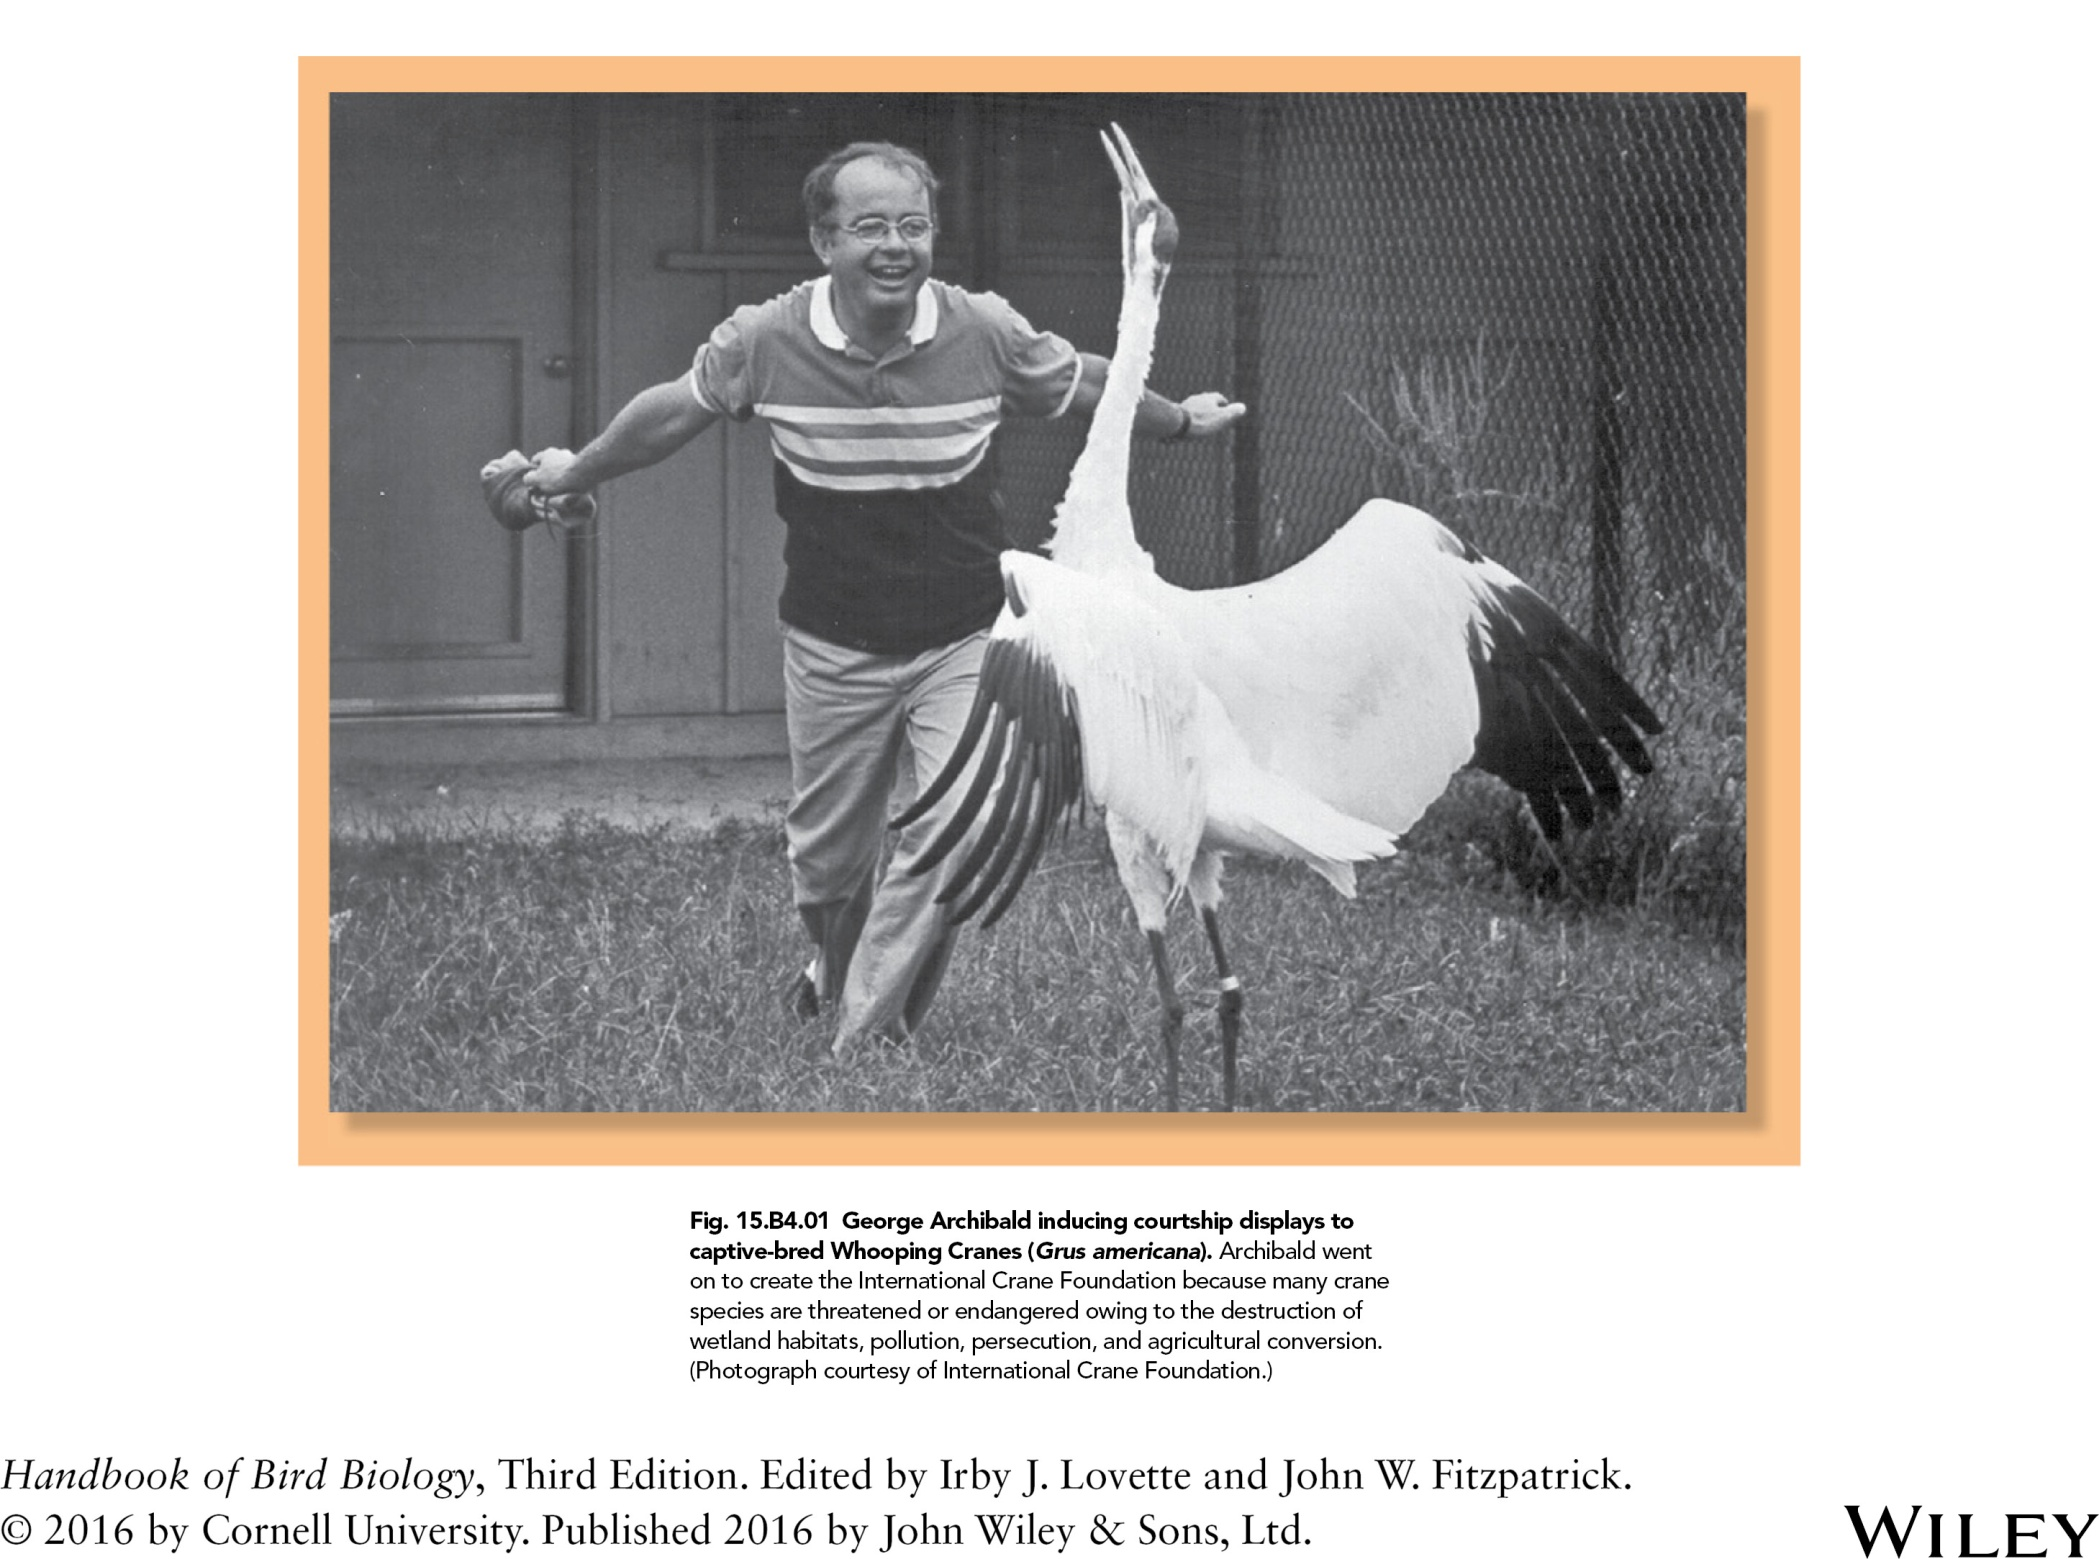 Fig. 15.B4.01 George Archibald inducing courtship displays to
captive-bred Whooping Cranes (Grus americana). Archibald went
on to create the International Crane Foundation because many crane
species are threatened or endangered owing to the destruction of
wetland habitats, pollution, persecution, and agricultural conversion.
(Photograph courtesy of International Crane Foundation.)
Handbook of Bird Biology, Third Edition. Edited by Irby J. Lovette and John W. Fitzpatrick.
© 2016 by Cornell University. Published 2016 by John Wiley & Sons, Ltd.
WILEY